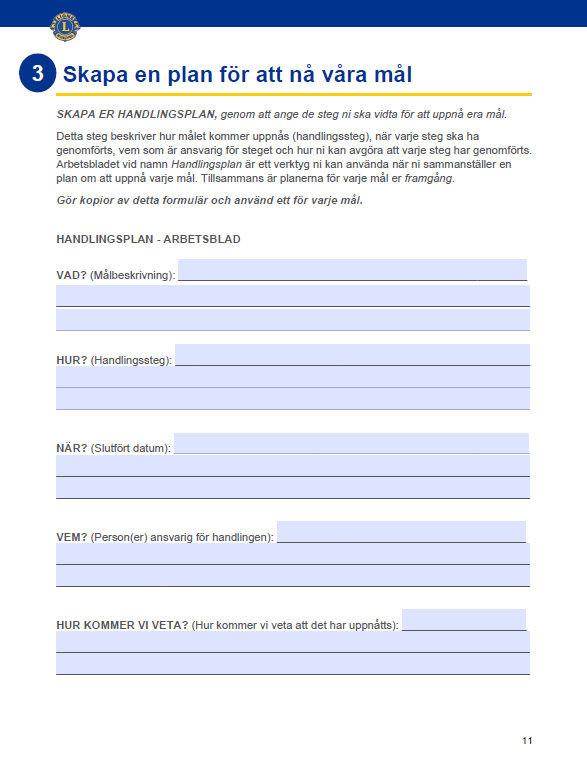 L
3
Skapa en plan för att nå våra mål
SKAPA ER HANDLINGSPLAN, genom att ange de steg ni ska vidta för att uppnå era mål.
Detta steg beskriver hur målet kommer uppnås (handlingssteg), när varje steg ska ha
genomförts, vem som är ansvarig för steget och hur ni kan avgöra att varje steg har genomförts.
Arbetsbladet vid namn Handlingsplan är ett verktyg ni kan använda när ni sammanställer en
plan om att uppnå varje mål. Tillsammans är planerna för varje mål er framgång.
Gör kopior av detta formulär och använd ett för varje mål.
HANDLINGSPLAN - ARBETSBLAD
VAD? (Målbeskrivning):
HUR? (Handlingssteg):
NÄR? (Slutfört datum):
VEM? (Person(er) ansvarig för handlingen):
HUR KOMMER VI VETA? (Hur kommer vi veta att det har uppnåtts):
11